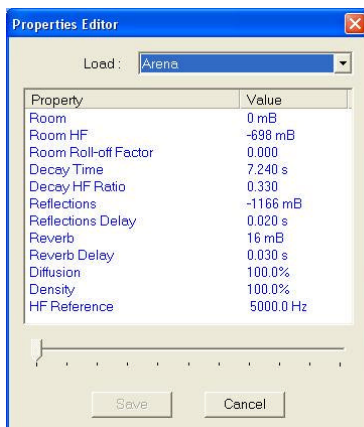 Properties Editor
Load : Arena
Property Value
Room 0 mB
Room HF -698 mB
Room Roll-off Factor 0.000
Decay Time 7.240 s
Decay HF Ratio 0.330
Reflections -1166 mB
Reflections Delay 0.020 s
Reverb 16 mB
Reverb Delay 0.030 s
Diffusion 100.0%
Density 100.0%
HF Reference 5000.0 Hz
Save Cancel